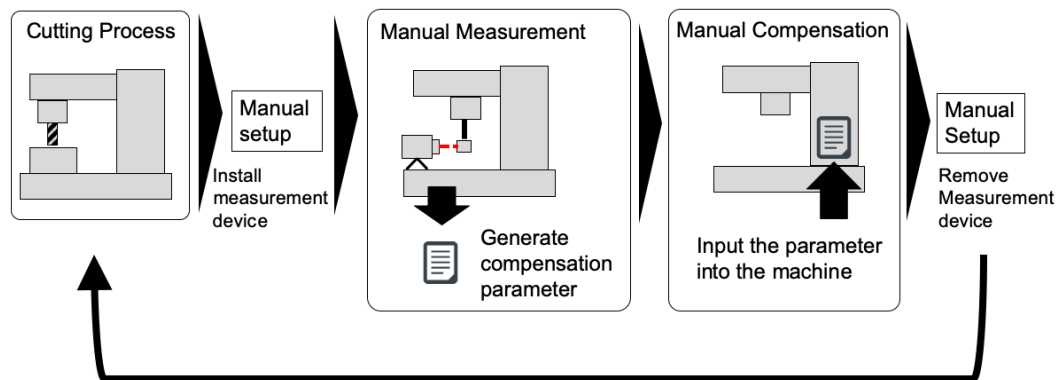 Cutting Process
Manual
setup
Install
measurement
device
Manual Measurement
Generate
compensation
parameter
Manual Compensation
Input the parameter
into the machine
Manual
Setup
Remove
Measurement
device